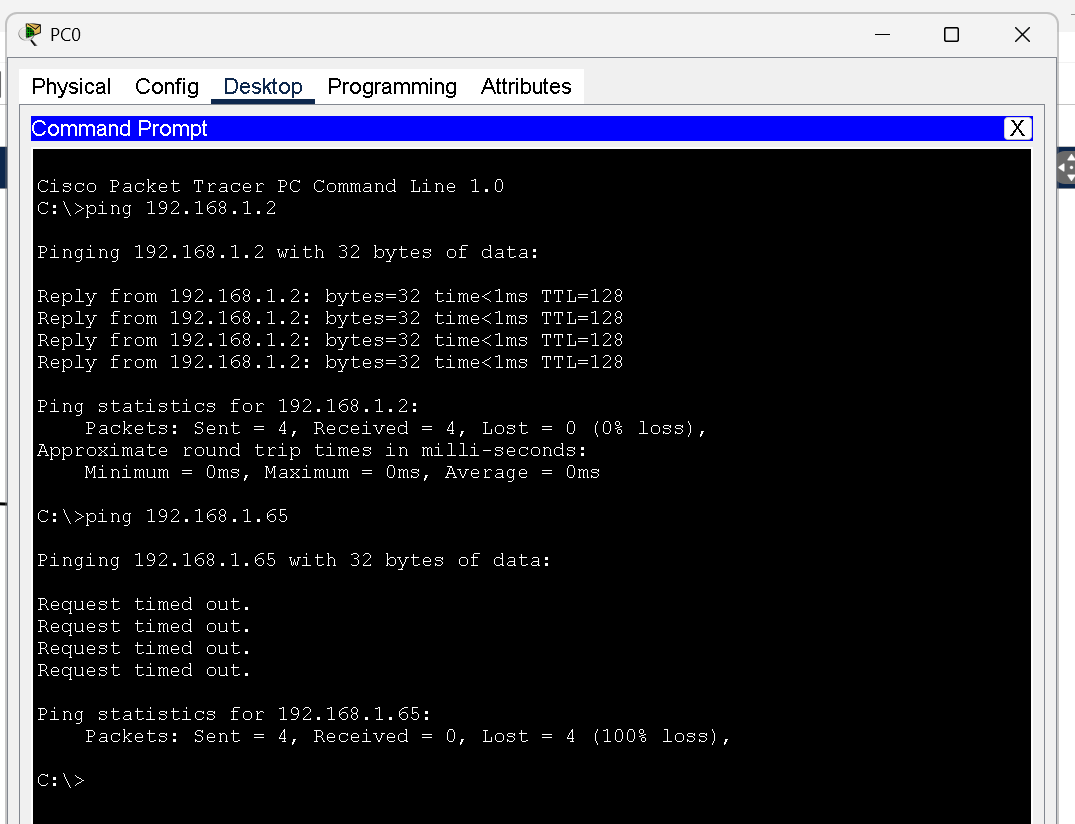 PC0
Physical Config Desktop Programming Attributes
Command Prompt X
Cisco Packet Tracer PC Command Line 1.0
C:\>ping 192.168.1.2
Pinging 192.168.1.2 with 32 bytes of data:
Reply from 192.168.1.2: bytes=32 time<1ms TTL=128
Reply from 192.168.1.2: bytes=32 time<1ms TTL=128
Reply from 192.168.1.2: bytes=32 time<1ms TTL=128
Reply from 192.168.1.2: bytes=32 time<1ms TTL=128
Ping statistics for 192.168.1.2:
    Packets: Sent = 4, Received = 4, Lost = 0 (0% loss),
Approximate round trip times in milli-seconds:
    Minimum = 0ms, Maximum = 0ms, Average = 0ms
C:\>ping 192.168.1.65
Pinging 192.168.1.65 with 32 bytes of data:
Request timed out.
Request timed out.
Request timed out.
Request timed out.
Ping statistics for 192.168.1.65:
    Packets: Sent = 4, Received = 0, Lost = 4 (100% loss),
C:\>